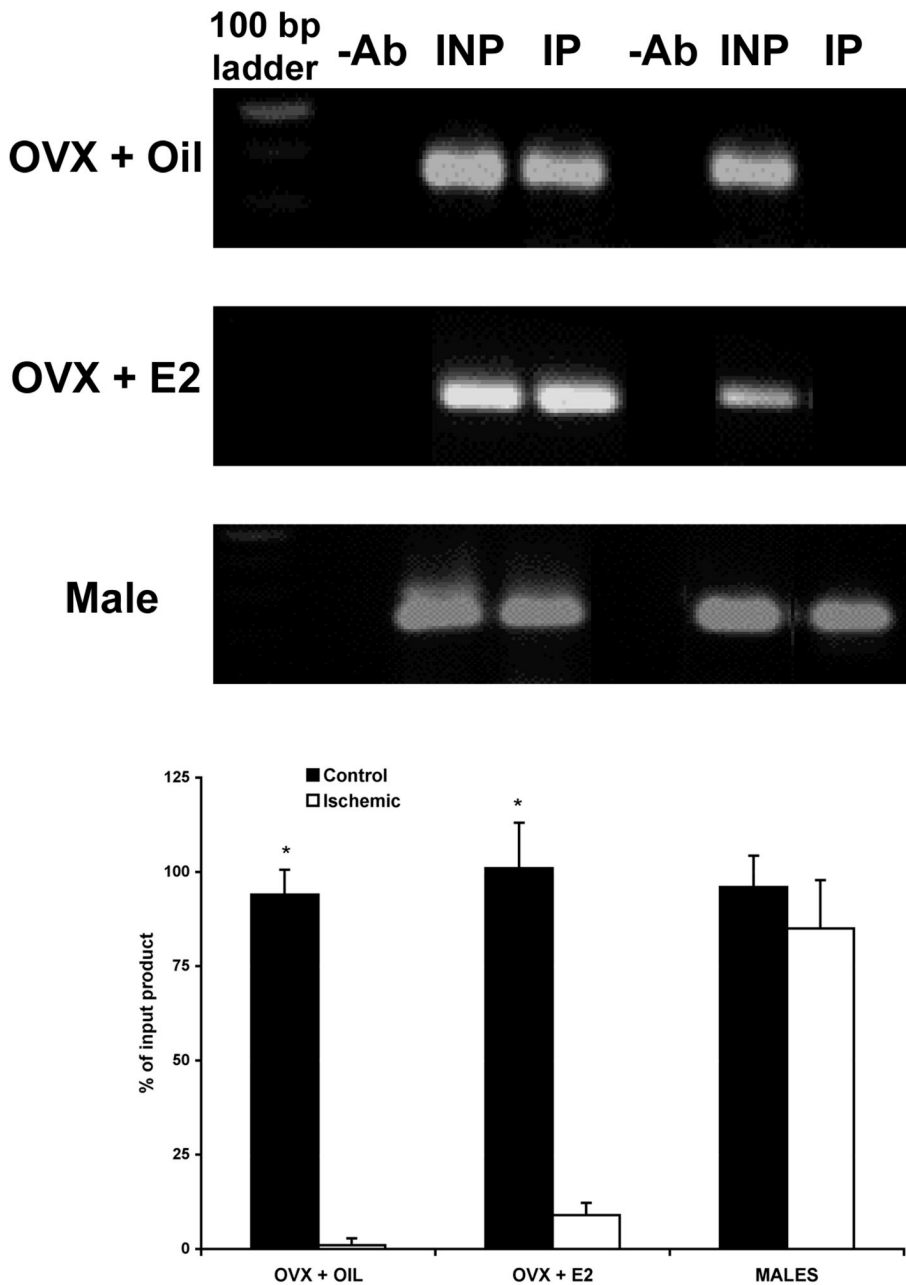 100 bp
ladder -Ab INP IP -Ab INP IP
OVX + Oil
OVX + E2
Male
Control
Ischemic
125
100
75
50
25
0
* *
% of input product
OVX + OIL OVX + E2 MALES